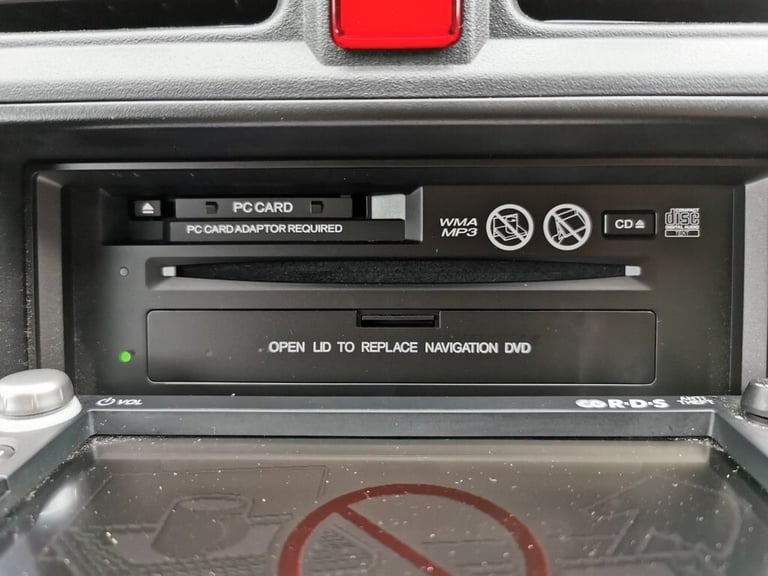 PC CARD
PC CARD ADAPTOR REQUIRED
WMA
MP3
CD
COMPACT
disc
DIGITAL AUDIO
TEXT
OPEN LID TO REPLACE NAVIGATION DVD
VOL
R·D·S